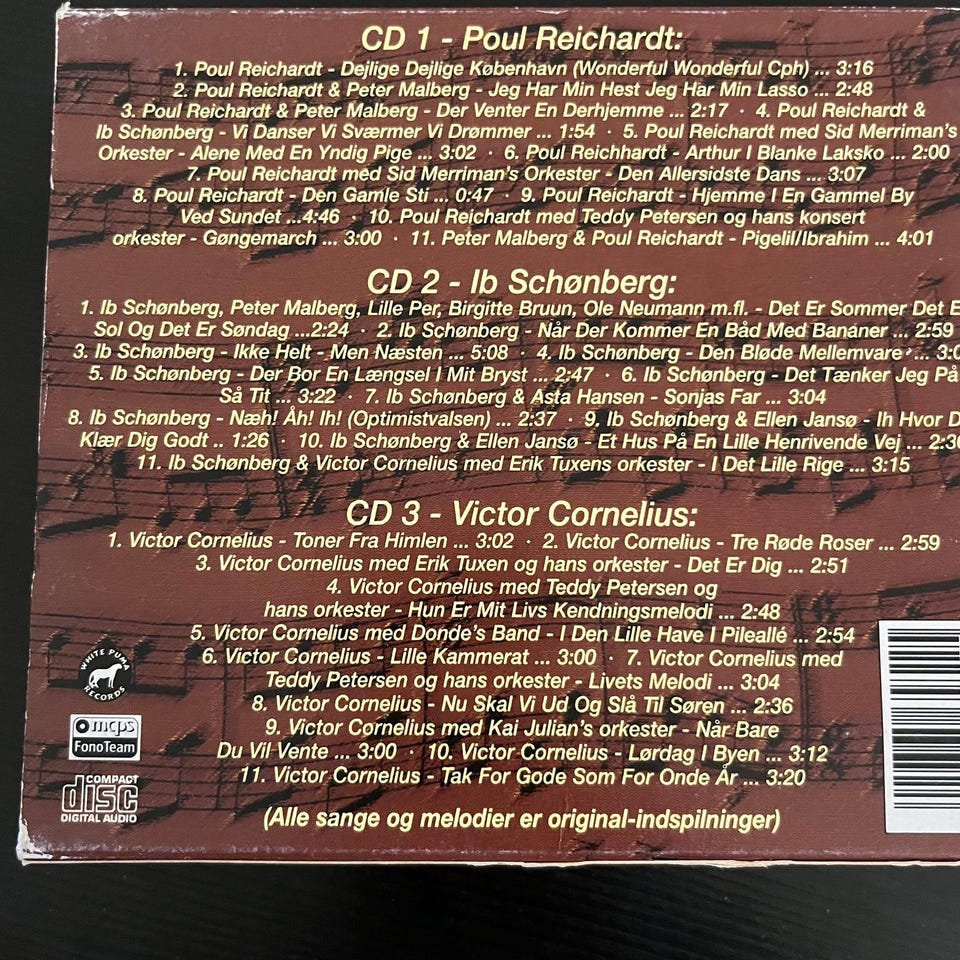 CD 1 - Poul Reichardt:
1. Poul Reichardt - Dejlige Dejlige København (Wonderful Wonderful Cph) ... 3:16
2. Poul Reichardt & Peter Malberg - Jeg Har Min Hest Jeg Har Min Lasso ... 2:48
3. Poul Reichardt & Peter Malberg - Der Venter En Derhjemme ... 2:17 · 4. Poul Reichardt &
Ib Schønberg - Vi Danser Vi Sværmer Vi Drømmer ... 1:54 · 5. Poul Reichardt med Sid Merriman's
Orkester - Alene Med En Yndig Pige ... 3:02 · 6. Poul Reichhardt - Arthur I Blanke Laksko ... 2:00
7. Poul Reichardt med Sid Merriman's Orkester - Den Allersidste Dans ... 3:07
8. Poul Reichardt - Den Gamle Sti ... 0:47 · 9. Poul Reichardt - Hjemme I En Gammel By
Ved Sundet ...4:46 · 10. Poul Reichardt med Teddy Petersen og hans konsert
orkester - Gøngemarch ... 3:00 · 11. Peter Malberg & Poul Reichardt - Pigelil/Ibrahim ... 4:01
CD 2 - Ib Schønberg:
1. Ib Schønberg, Peter Malberg, Lille Per, Birgitte Bruun, Ole Neumann m.fl. - Det Er Sommer Det
Sol Og Det Er Søndag ...2:24 · 2. Ib Schønberg - Når Der Kommer En Båd Med Bananer ... 2:59
3. Ib Schønberg - Ikke Helt - Men Næsten ... 5:08 · 4. Ib Schønberg - Den Bløde Mellemvare ...
5. Ib Schønberg - Der Bor En Længsel I Mit Bryst ... 2:47 · 6. Ib Schønberg - Det Tænker Jeg På
Så Tit ... 3:22 · 7. Ib Schønberg & Asta Hansen - Sonjas Far ... 3:04
8. Ib Schønberg - Næh! Åh! Ih! (Optimistvalsen) ... 2:37 · 9. Ib Schønberg & Ellen Jansø - Ih Hvor
Klær Dig Godt .. 1:26 · 10. Ib Schønberg & Ellen Jansø - Et Hus På En Lille Henrivende Vej ...
11. Ib Schønberg & Victor Cornelius med Erik Tuxens orkester - I Det Lille Rige ... 3:15
CD 3 - Victor Cornelius:
1. Victor Cornelius - Toner Fra Himlen ... 3:02 · 2. Victor Cornelius - Tre Røde Roser ... 2:59
3. Victor Cornelius med Erik Tuxen og hans orkester - Det Er Dig ... 2:51
4. Victor Cornelius med Teddy Petersen og
hans orkester - Hun Er Mit Livs Kendningsmelodi ... 2:48
5. Victor Cornelius med Donde's Band - I Den Lille Have I Pileallé ... 2:54
6. Victor Cornelius - Lille Kammerat ... 3:00 · 7. Victor Cornelius med
Teddy Petersen og hans orkester - Livets Melodi ... 3:04
8. Victor Cornelius - Nu Skal Vi Ud Og Slå Til Søren ... 2:36
9. Victor Cornelius med Kai Julian's orkester - Når Bare
Du Vil Vente ... 3:00 · 10. Victor Cornelius - Lørdag I Byen ... 3:12
11. Victor Cornelius - Tak For Gode Som For Onde År ... 3:20
(Alle sange og melodier er original-indspilninger)
WHITE PUMA
RECORDS
mcps
FonoTeam
COMPACT
disc
DIGITAL AUDIO